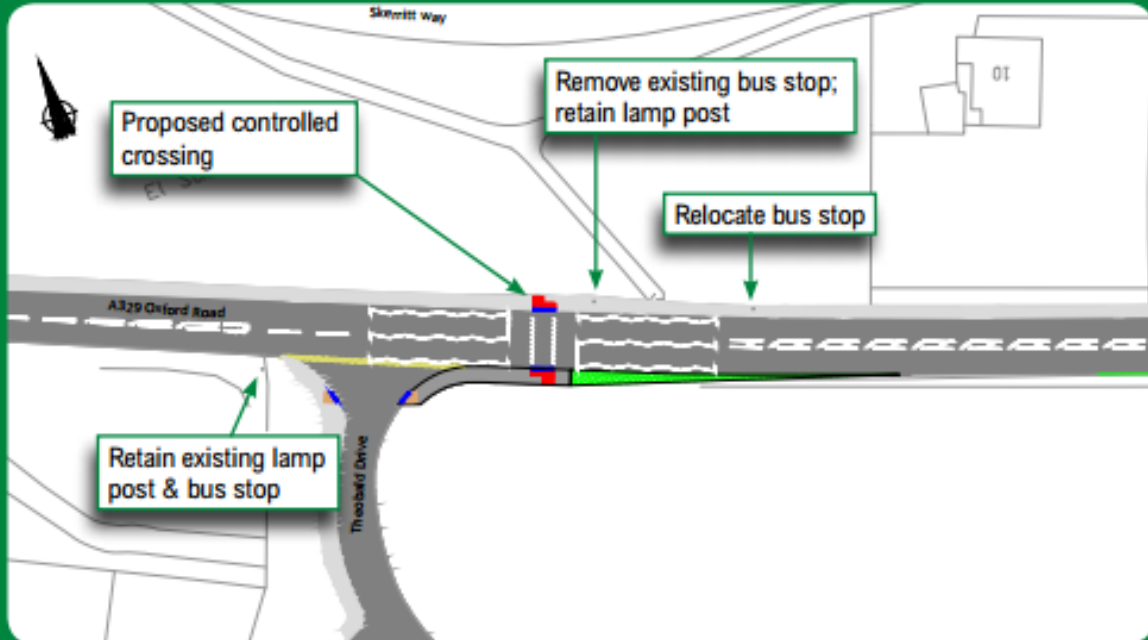 Skerritt Way
Remove existing bus stop;
retain lamp post
10
Proposed controlled
crossing
Relocate bus stop
A329 Oxford Road
Retain existing lamp
post & bus stop
Theobald Drive